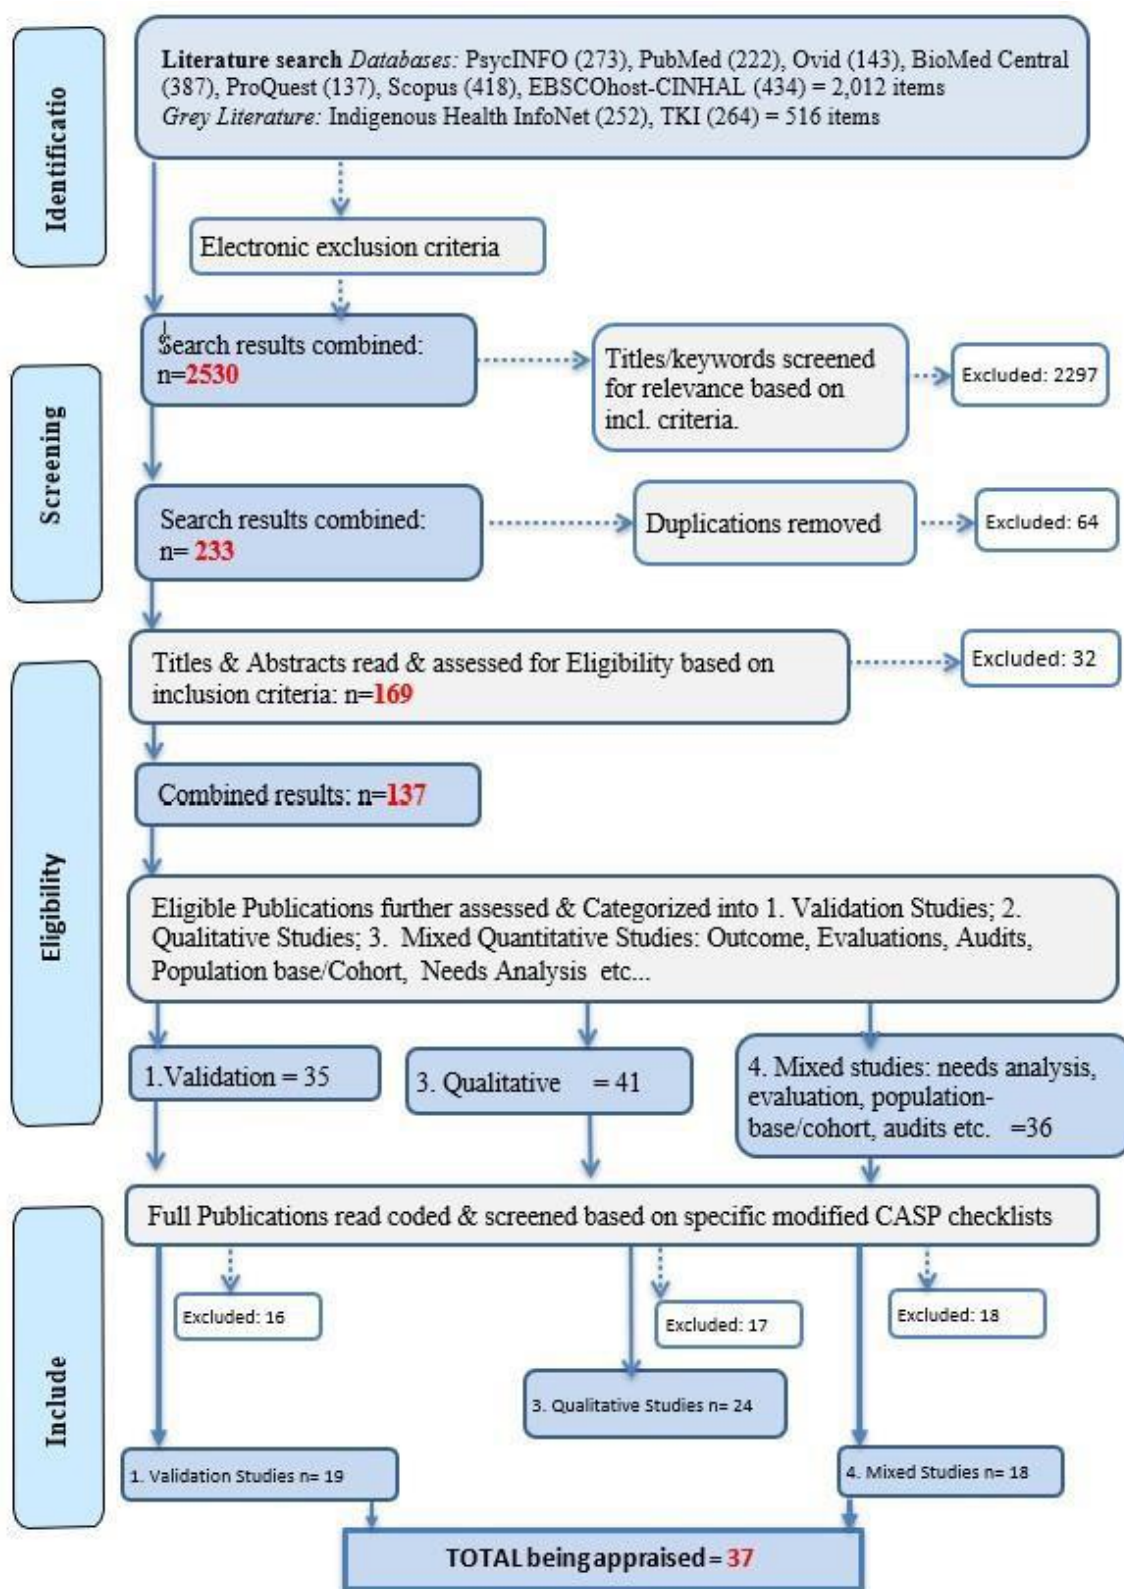 Identificatio
Literature search Databases: PsycINFO (273), PubMed (222), Ovid (143), BioMed Central
(387), ProQuest (137), Scopus (418), EBSCOhost-CINHAL (434) = 2,012 items
Grey Literature: Indigenous Health InfoNet (252), TKI (264) = 516 items
Electronic exclusion criteria
Screening
Search results combined:
n=2530
Titles/keywords screened
for relevance based on
incl. criteria.
Excluded: 2297
Search results combined:
n= 233
Duplications removed
Excluded: 64
Eligibility
Titles & Abstracts read & assessed for Eligibility based on
inclusion criteria: n=169
Excluded: 32
Combined results: n=137
Eligible Publications further assessed & Categorized into 1. Validation Studies; 2.
Qualitative Studies; 3. Mixed Quantitative Studies: Outcome, Evaluations, Audits,
Population base/Cohort, Needs Analysis etc...
1.Validation = 35
3. Qualitative = 41
4. Mixed studies: needs analysis,
evaluation, population-
base/cohort, audits etc. =36
Include
Full Publications read coded & screened based on specific modified CASP checklists
Excluded: 16
Excluded: 17
Excluded: 18
3. Qualitative Studies n= 24
1. Validation Studies n= 19
4. Mixed Studies n= 18
TOTAL being appraised = 37